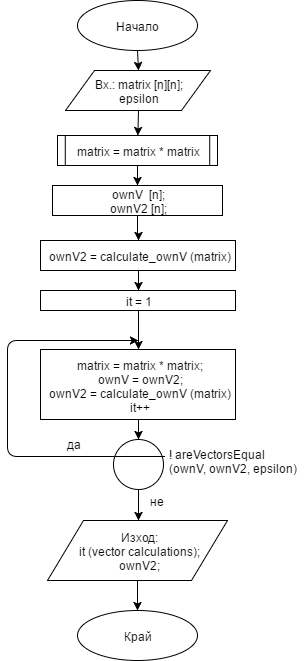 Начало
Вх.: matrix [n][n];
epsilon
matrix = matrix * matrix
ownV [n];
ownV2 [n];
ownV2 = calculate_ownV (matrix)
it = 1
matrix = matrix * matrix;
ownV = ownV2;
ownV2 = calculate_ownV (matrix)
it++
да
! areVectorsEqual
(ownV, ownV2, epsilon)
не
Изход:
it (vector calculations);
ownV2;
Край